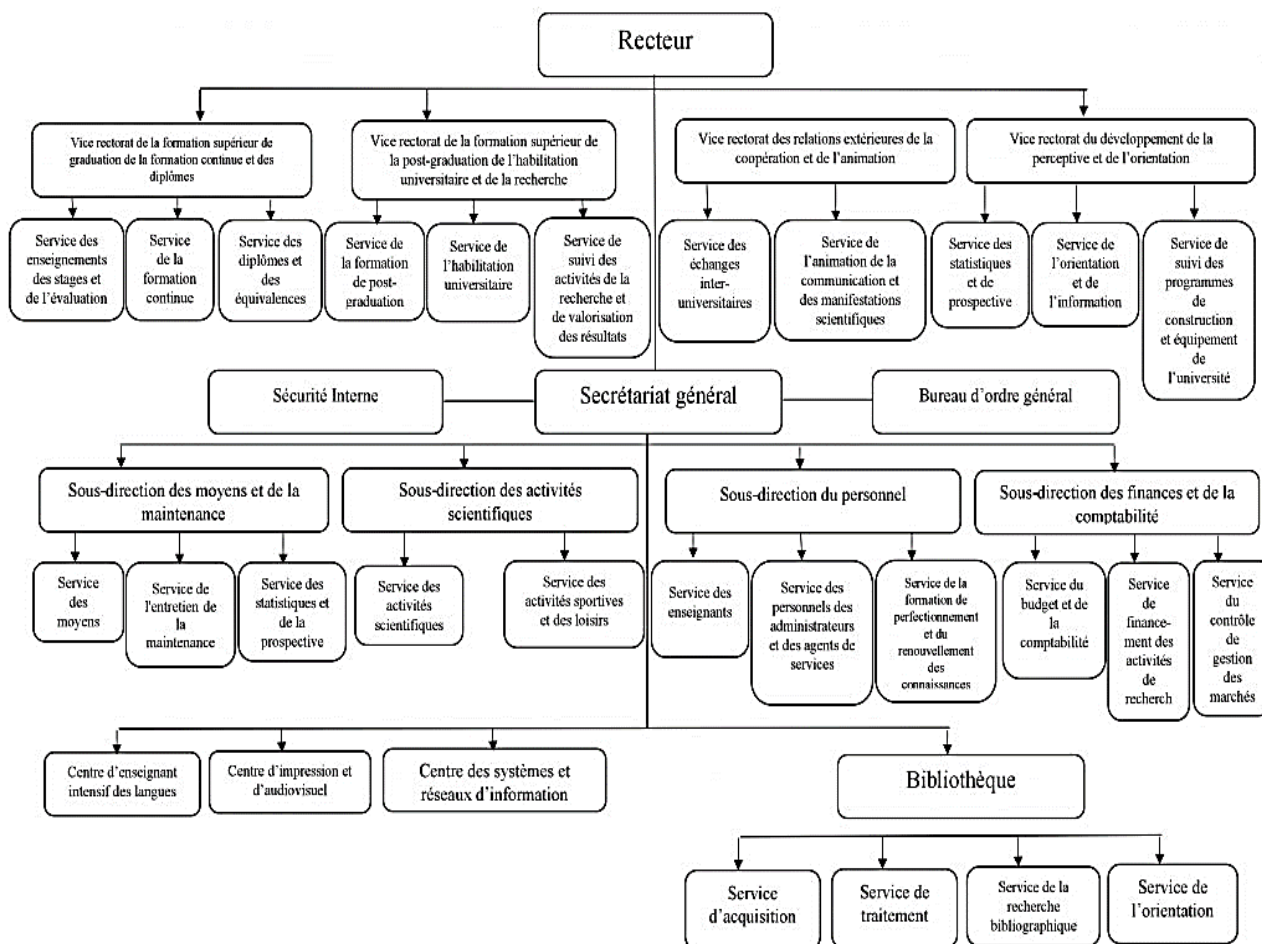 Recteur
Vice rectorat de la formation supérieur de
graduation de la formation continue et des
diplômes
Vice rectorat de la formation supérieur de
la post-graduation de l'habilitation
universitaire et de la recherche
Vice rectorat des relations extérieures de la
coopération et de l'animation
Vice rectorat du développement de la
perceptive et de l'orientation
Service des
enseignements
des stages et
de l'évaluation
Service
de la
formation
continue
Service des
diplômes et
des
équivalences
Service de
la formation
de post-
graduation
Service de
l'habilitation
universitaire
Service de
suivi des
activités de la
recherche et
de valorisation
des résultats
Service des
échanges
inter-
universitaires
Service de
l'animation de la
communication et
des manifestations
scientifiques
Service des
statistiques
et de
prospective
Service de
l'orientation
et de
l'information
Service de
suivi des
programmes
de
construction
et équipement
de
l'université
Sécurité Interne
Secrétariat général
Bureau d'ordre général
Sous-direction des moyens et de la
maintenance
Sous-direction des activités
scientifiques
Sous-direction du personnel
Sous-direction des finances et de la
comptabilité
Service
des
moyens
Service de
l'entretien de
la
maintenance
Service des
statistiques et
de la
prospective
Service des
activités
scientifiques
Service des
activités sportives
et des loisirs
Service des
enseignants
Service des
personnels des
administrateurs
et des agents de
services
Service de la
formation de
perfectionnement
et du
renouvellement
des
connaissances
Service du
budget et de
la
comptabilité
Service
de
finance-
ment des
activités
de
recherch
Service
du
contrôle
de
gestion
des
marchés
Centre d'enseignant
intensif des langues
Centre d'impression et
d'audiovisuel
Centre des systèmes et
réseaux d'information
Bibliothèque
Service
d'acquisition
Service de
traitement
Service de la
recherche
bibliographique
Service de
l'orientation